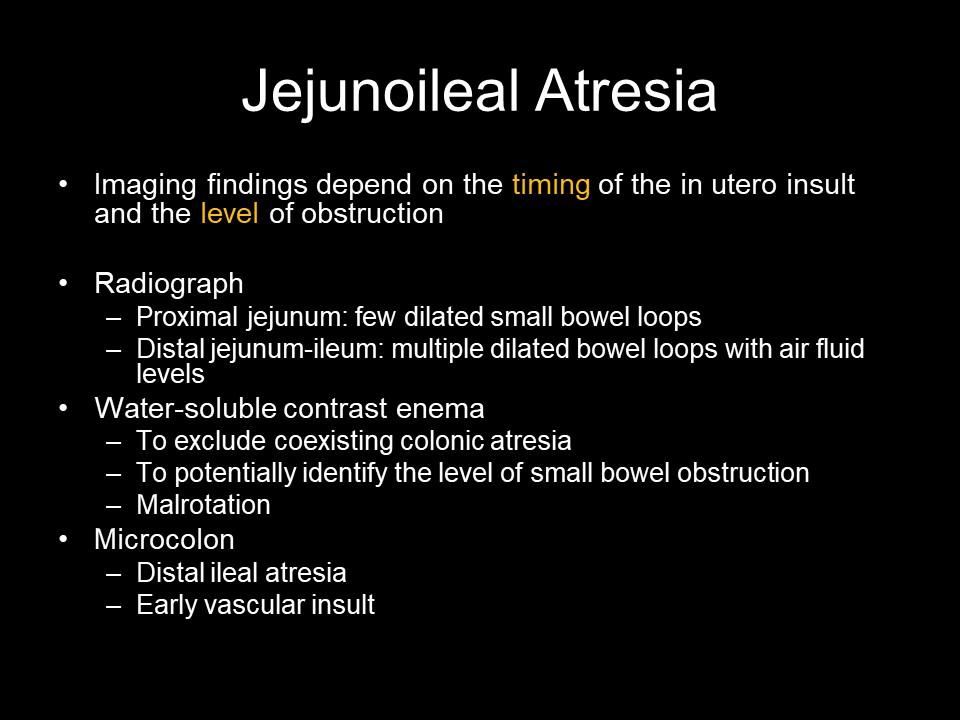 Jejunoileal Atresia
• Imaging findings depend on the timing of the in utero insult
and the level of obstruction
• Radiograph
– Proximal jejunum: few dilated small bowel loops
– Distal jejunum-ileum: multiple dilated bowel loops with air fluid
levels
• Water-soluble contrast enema
– To exclude coexisting colonic atresia
– To potentially identify the level of small bowel obstruction
– Malrotation
• Microcolon
– Distal ileal atresia
– Early vascular insult